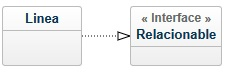 Linea
« Interface »
Relacionable